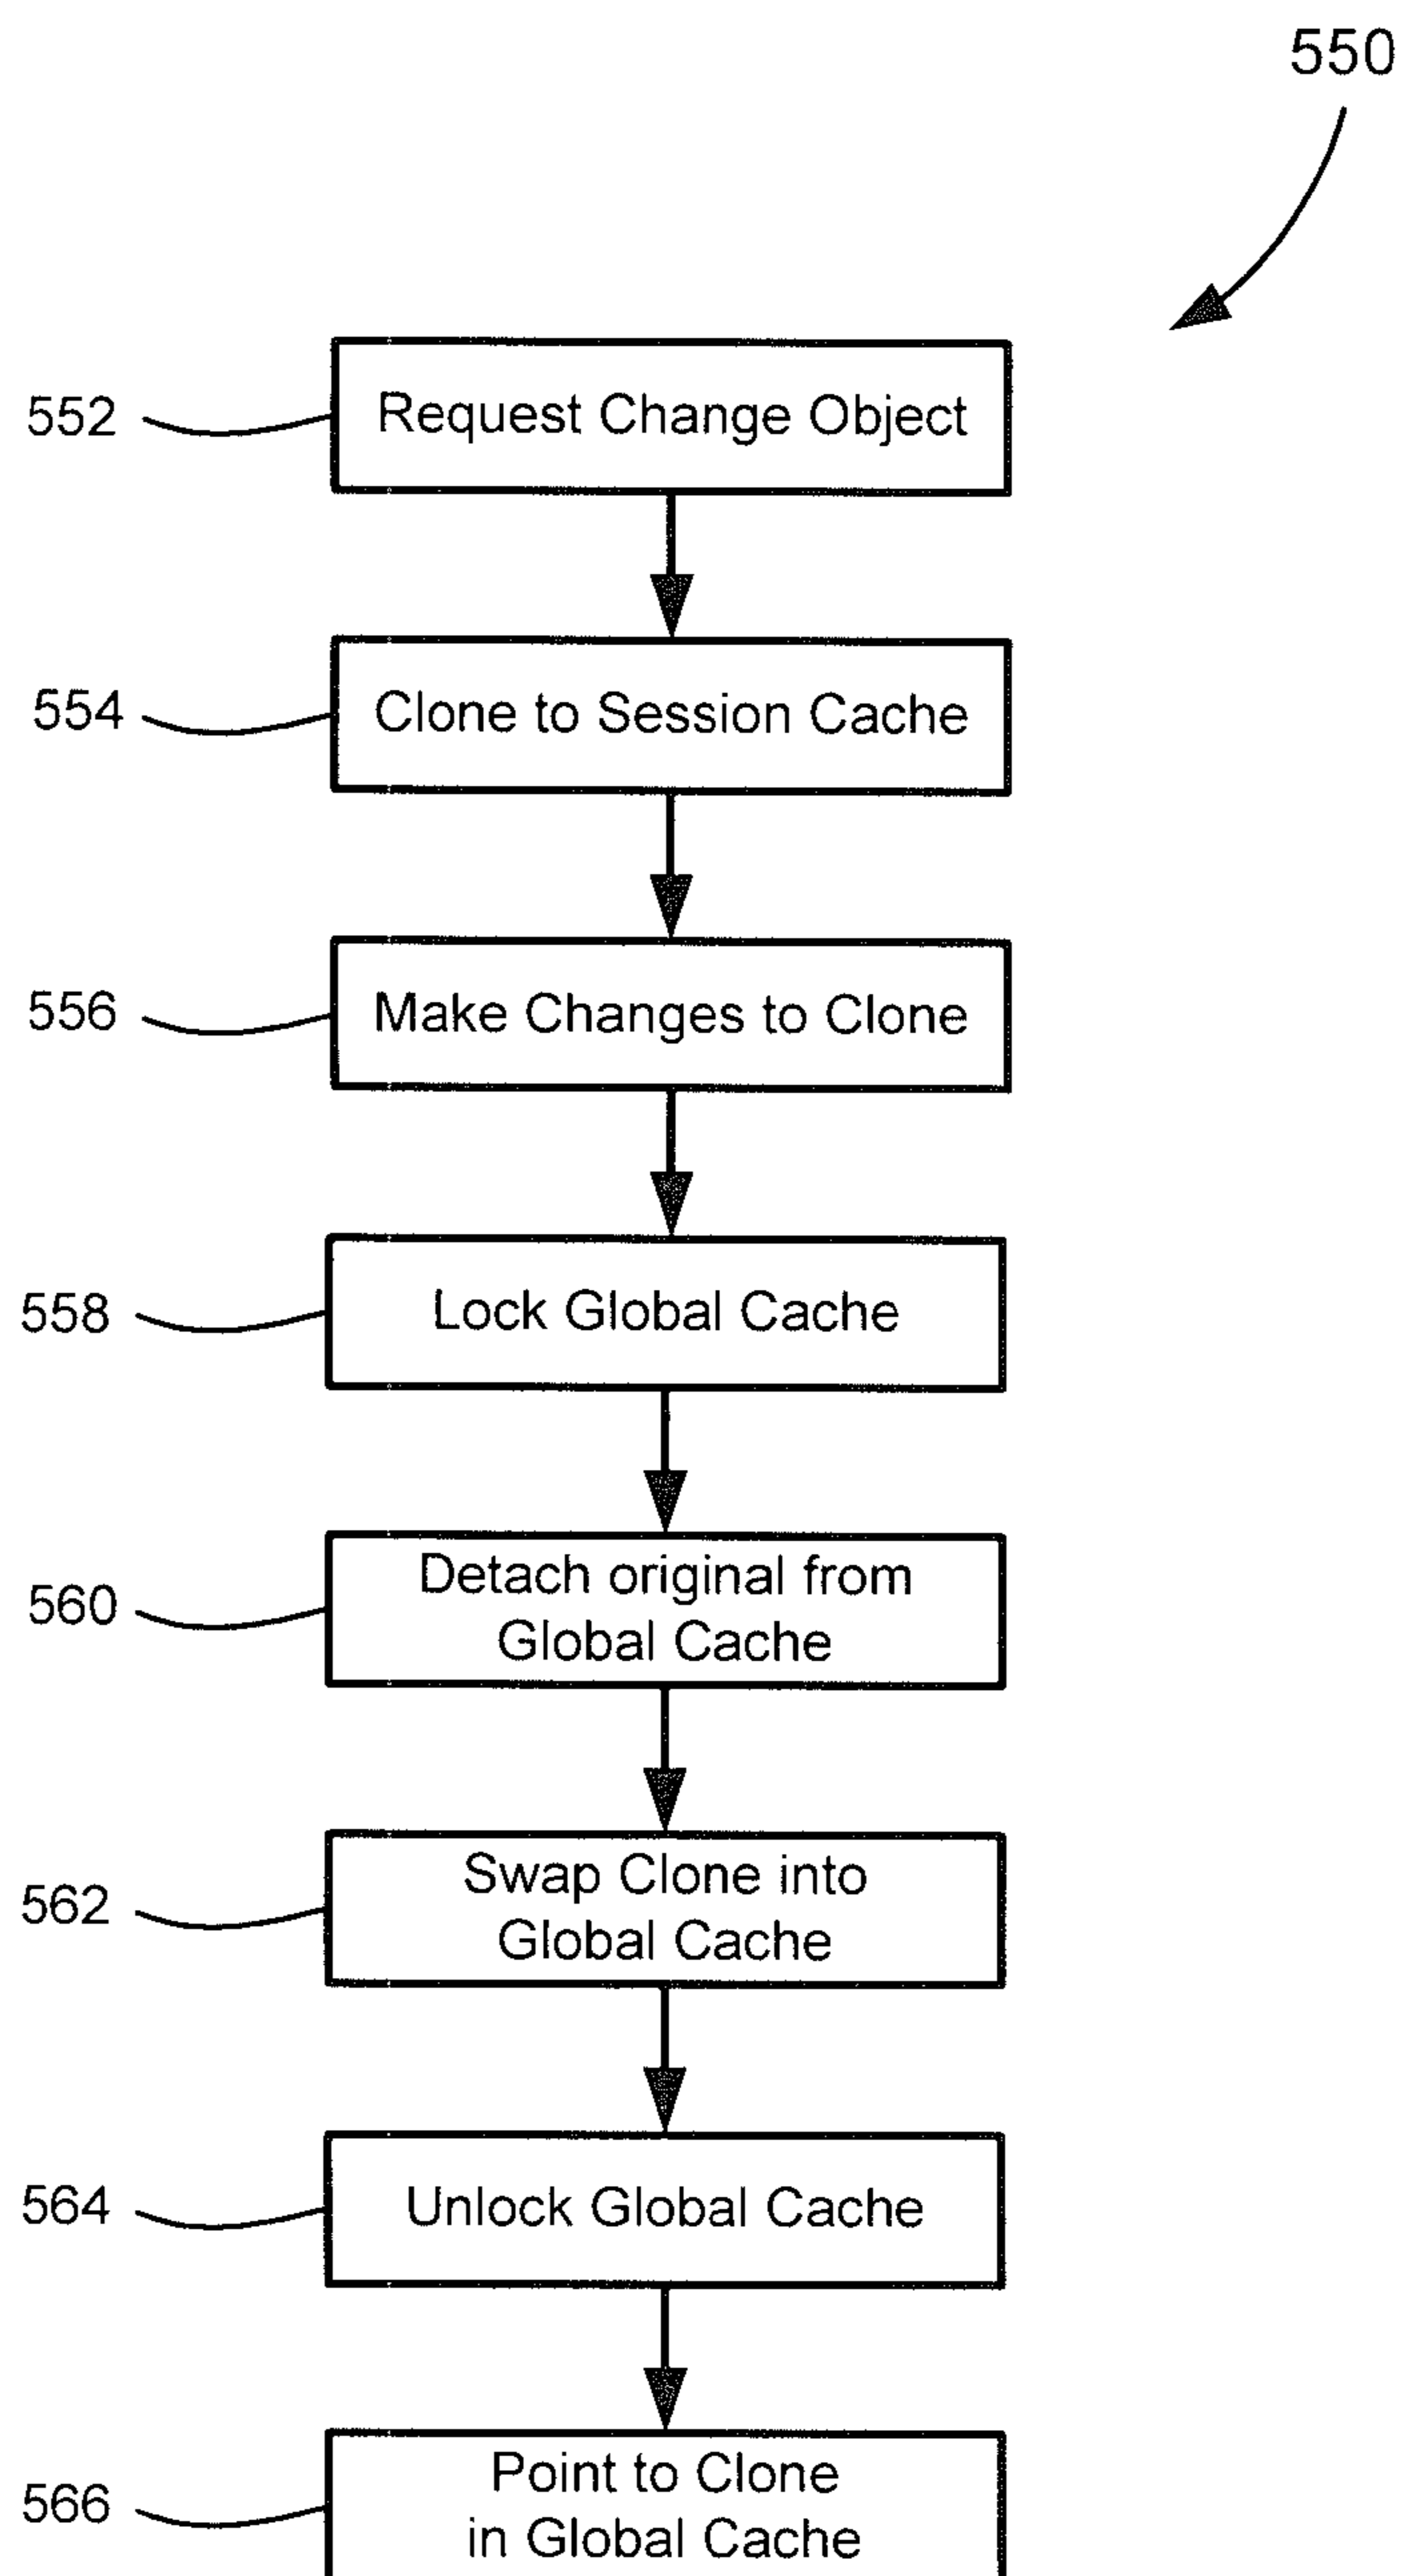 550
552
Request Change Object
554
Clone to Session Cache
556
Make Changes to Clone
558
Lock Global Cache
560
Detach original from
Global Cache
562
Swap Clone into
Global Cache
564
Unlock Global Cache
566
Point to Clone
in Global Cache